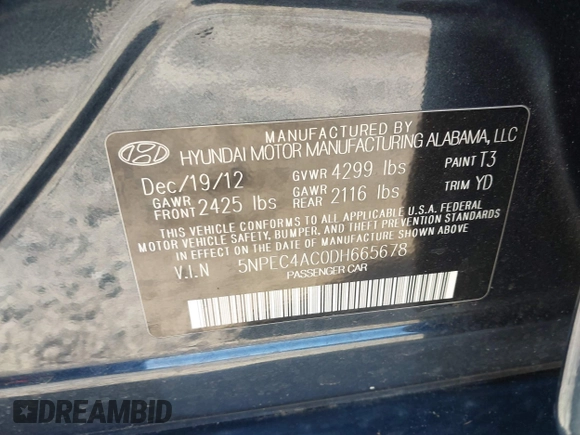 MANUFACTURED BY
HYUNDAI MOTOR MANUFACTURING ALABAMA, LLC
Dec/19/12 GVWR 4299 lbs PAINT T3
GAWR FRONT 2425 lbs GAWR REAR 2116 lbs TRIM YD
THIS VEHICLE CONFORMS TO ALL APPLICABLE U.S.A. FEDERAL
MOTOR VEHICLE SAFETY, BUMPER, AND THEFT PREVENTION STANDARDS
IN EFFECT ON THE DATE OF MANUFACTURE SHOWN ABOVE.
V.I.N 5NPEC4AC0DH665678
PASSENGER CAR
DREAMBID